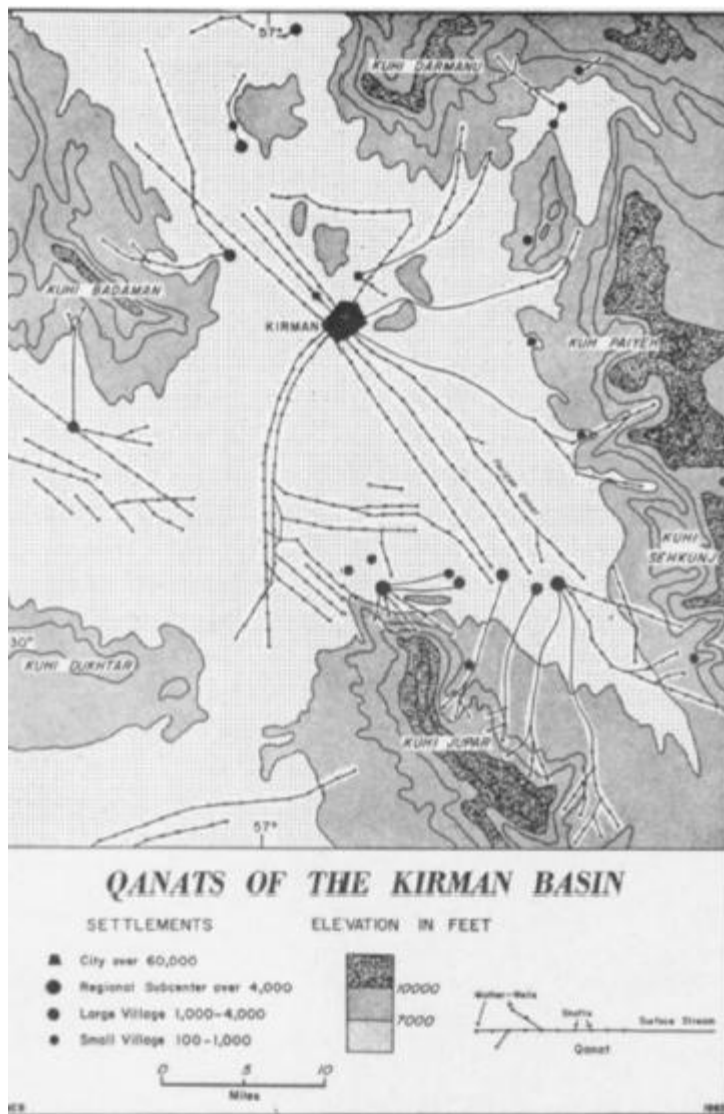 57°
KUHI DARMANU
KUHI BADAMAN
KIRMAN
KUH PAIYEH
KUHI SEHKUNJ
30°
KUHI DUKHTAR
KUHI JUPAR
57°
QANATS OF THE KIRMAN BASIN
SETTLEMENTS
City over 60,000
Regional Subcenter over 4,000
Large Village 1,000-4,000
Small Village 100-1,000
0 5 10
Miles
ELEVATION IN FEET
10000
7000
Mother-Wells
Shafts
Surface Stream
Qanat